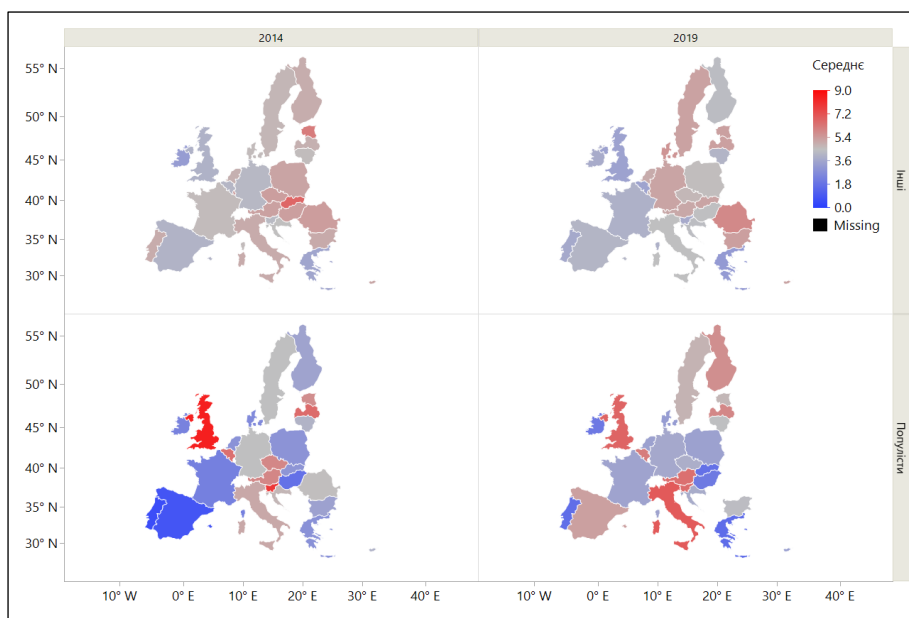 2014
2019
Середнє
9.0
7.2
5.4
3.6
1.8
0.0
Missing
55° N
50° N
45° N
40° N
35° N
30° N
Інші
55° N
50° N
45° N
40° N
35° N
30° N
Популісти
10° W
0° E
10° E
20° E
30° E
40° E
10° W
0° E
10° E
20° E
30° E
40° E